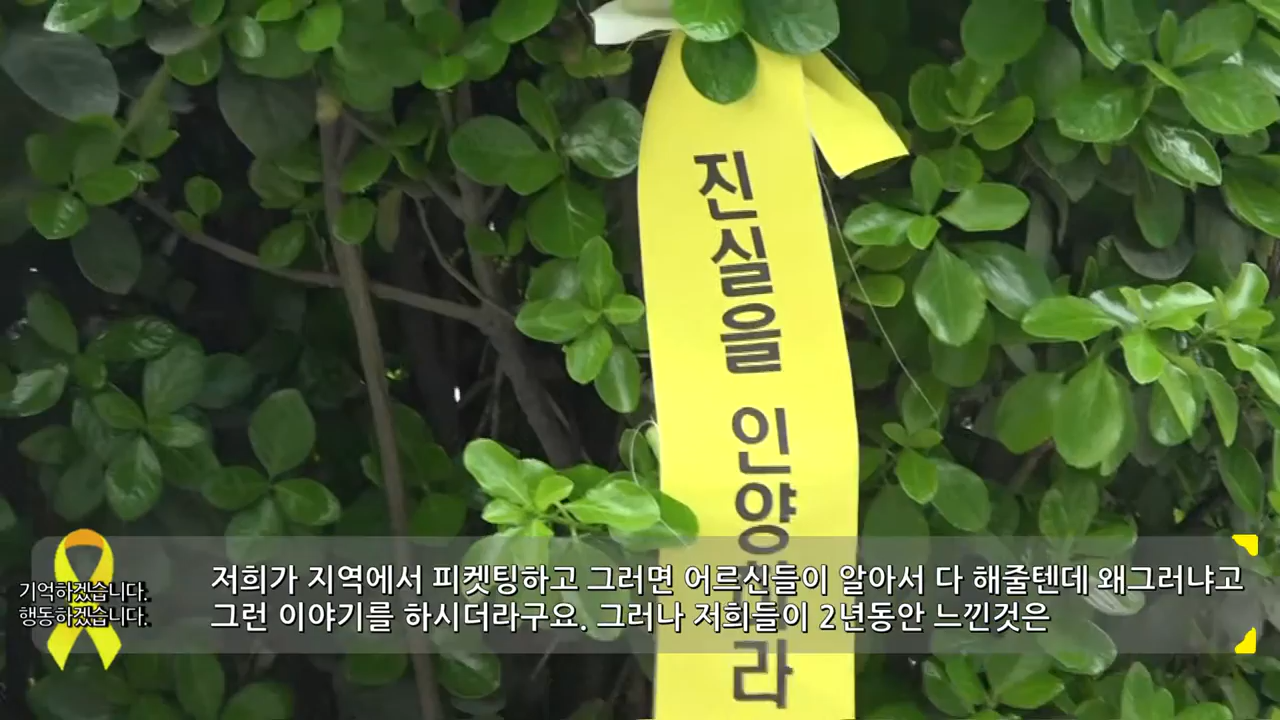 진실을 인양하라
기억하겠습니다.
행동하겠습니다.
저희가 지역에서 피켓팅하고 그러면 어르신들이 알아서 다 해줄텐데 왜그러냐고
그런 이야기를 하시더라구요. 그러나 저희들이 2년동안 느낀것은